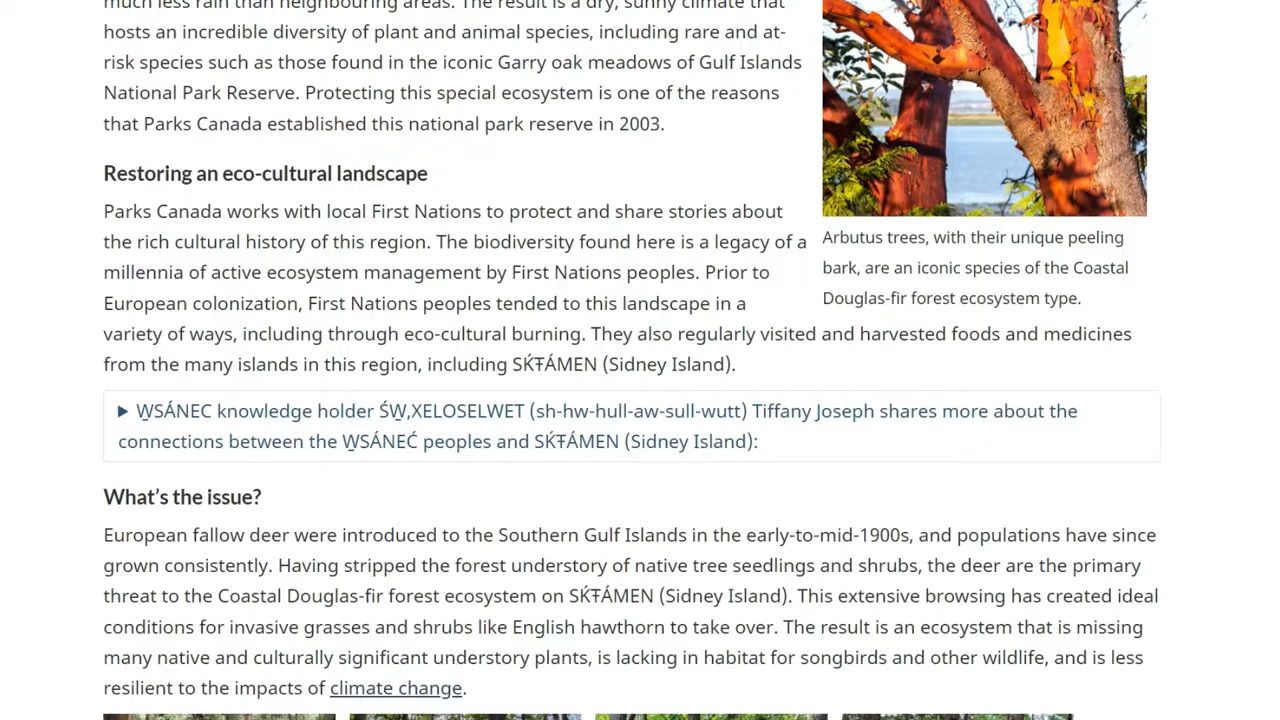 much less rain than neighbouring areas. The result is a dry, sunny climate that
hosts an incredible diversity of plant and animal species, including rare and at-
risk species such as those found in the iconic Garry oak meadows of Gulf Islands
National Park Reserve. Protecting this special ecosystem is one of the reasons
that Parks Canada established this national park reserve in 2003.
Restoring an eco-cultural landscape
Parks Canada works with local First Nations to protect and share stories about
the rich cultural history of this region. The biodiversity found here is a legacy of a
millennia of active ecosystem management by First Nations peoples. Prior to
European colonization, First Nations peoples tended to this landscape in a
variety of ways, including through eco-cultural burning. They also regularly visited and harvested foods and medicines
from the many islands in this region, including SḰŦÁMEN (Sidney Island).
Arbutus trees, with their unique peeling
bark, are an iconic species of the Coastal
Douglas-fir forest ecosystem type.
▶ W̱SÁNEC knowledge holder ŚW̱,XELOSELWET (sh-hw-hull-aw-sull-wutt) Tiffany Joseph shares more about the
connections between the W̱SÁNEĆ peoples and SḰŦÁMEN (Sidney Island):
What’s the issue?
European fallow deer were introduced to the Southern Gulf Islands in the early-to-mid-1900s, and populations have since
grown consistently. Having stripped the forest understory of native tree seedlings and shrubs, the deer are the primary
threat to the Coastal Douglas-fir forest ecosystem on SḰŦÁMEN (Sidney Island). This extensive browsing has created ideal
conditions for invasive grasses and shrubs like English hawthorn to take over. The result is an ecosystem that is missing
many native and culturally significant understory plants, is lacking in habitat for songbirds and other wildlife, and is less
resilient to the impacts of climate change.